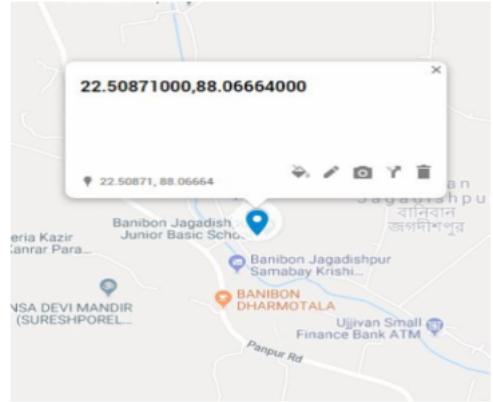 22.50871000,88.06664000
22.50871, 88.06664
an
Jagadishpu
বানিবান
জগদীশপুর
Banibon Jagadish
Junior Basic Scho...
eria Kazir
Kanrar Para...
Banibon Jagadishpur
Samabay Krishi...
BANIBON
DHARMOTALA
NSA DEVI MANDIR
(SURESHPOREL...
Ujjivan Small
Finance Bank ATM
Panpur Rd